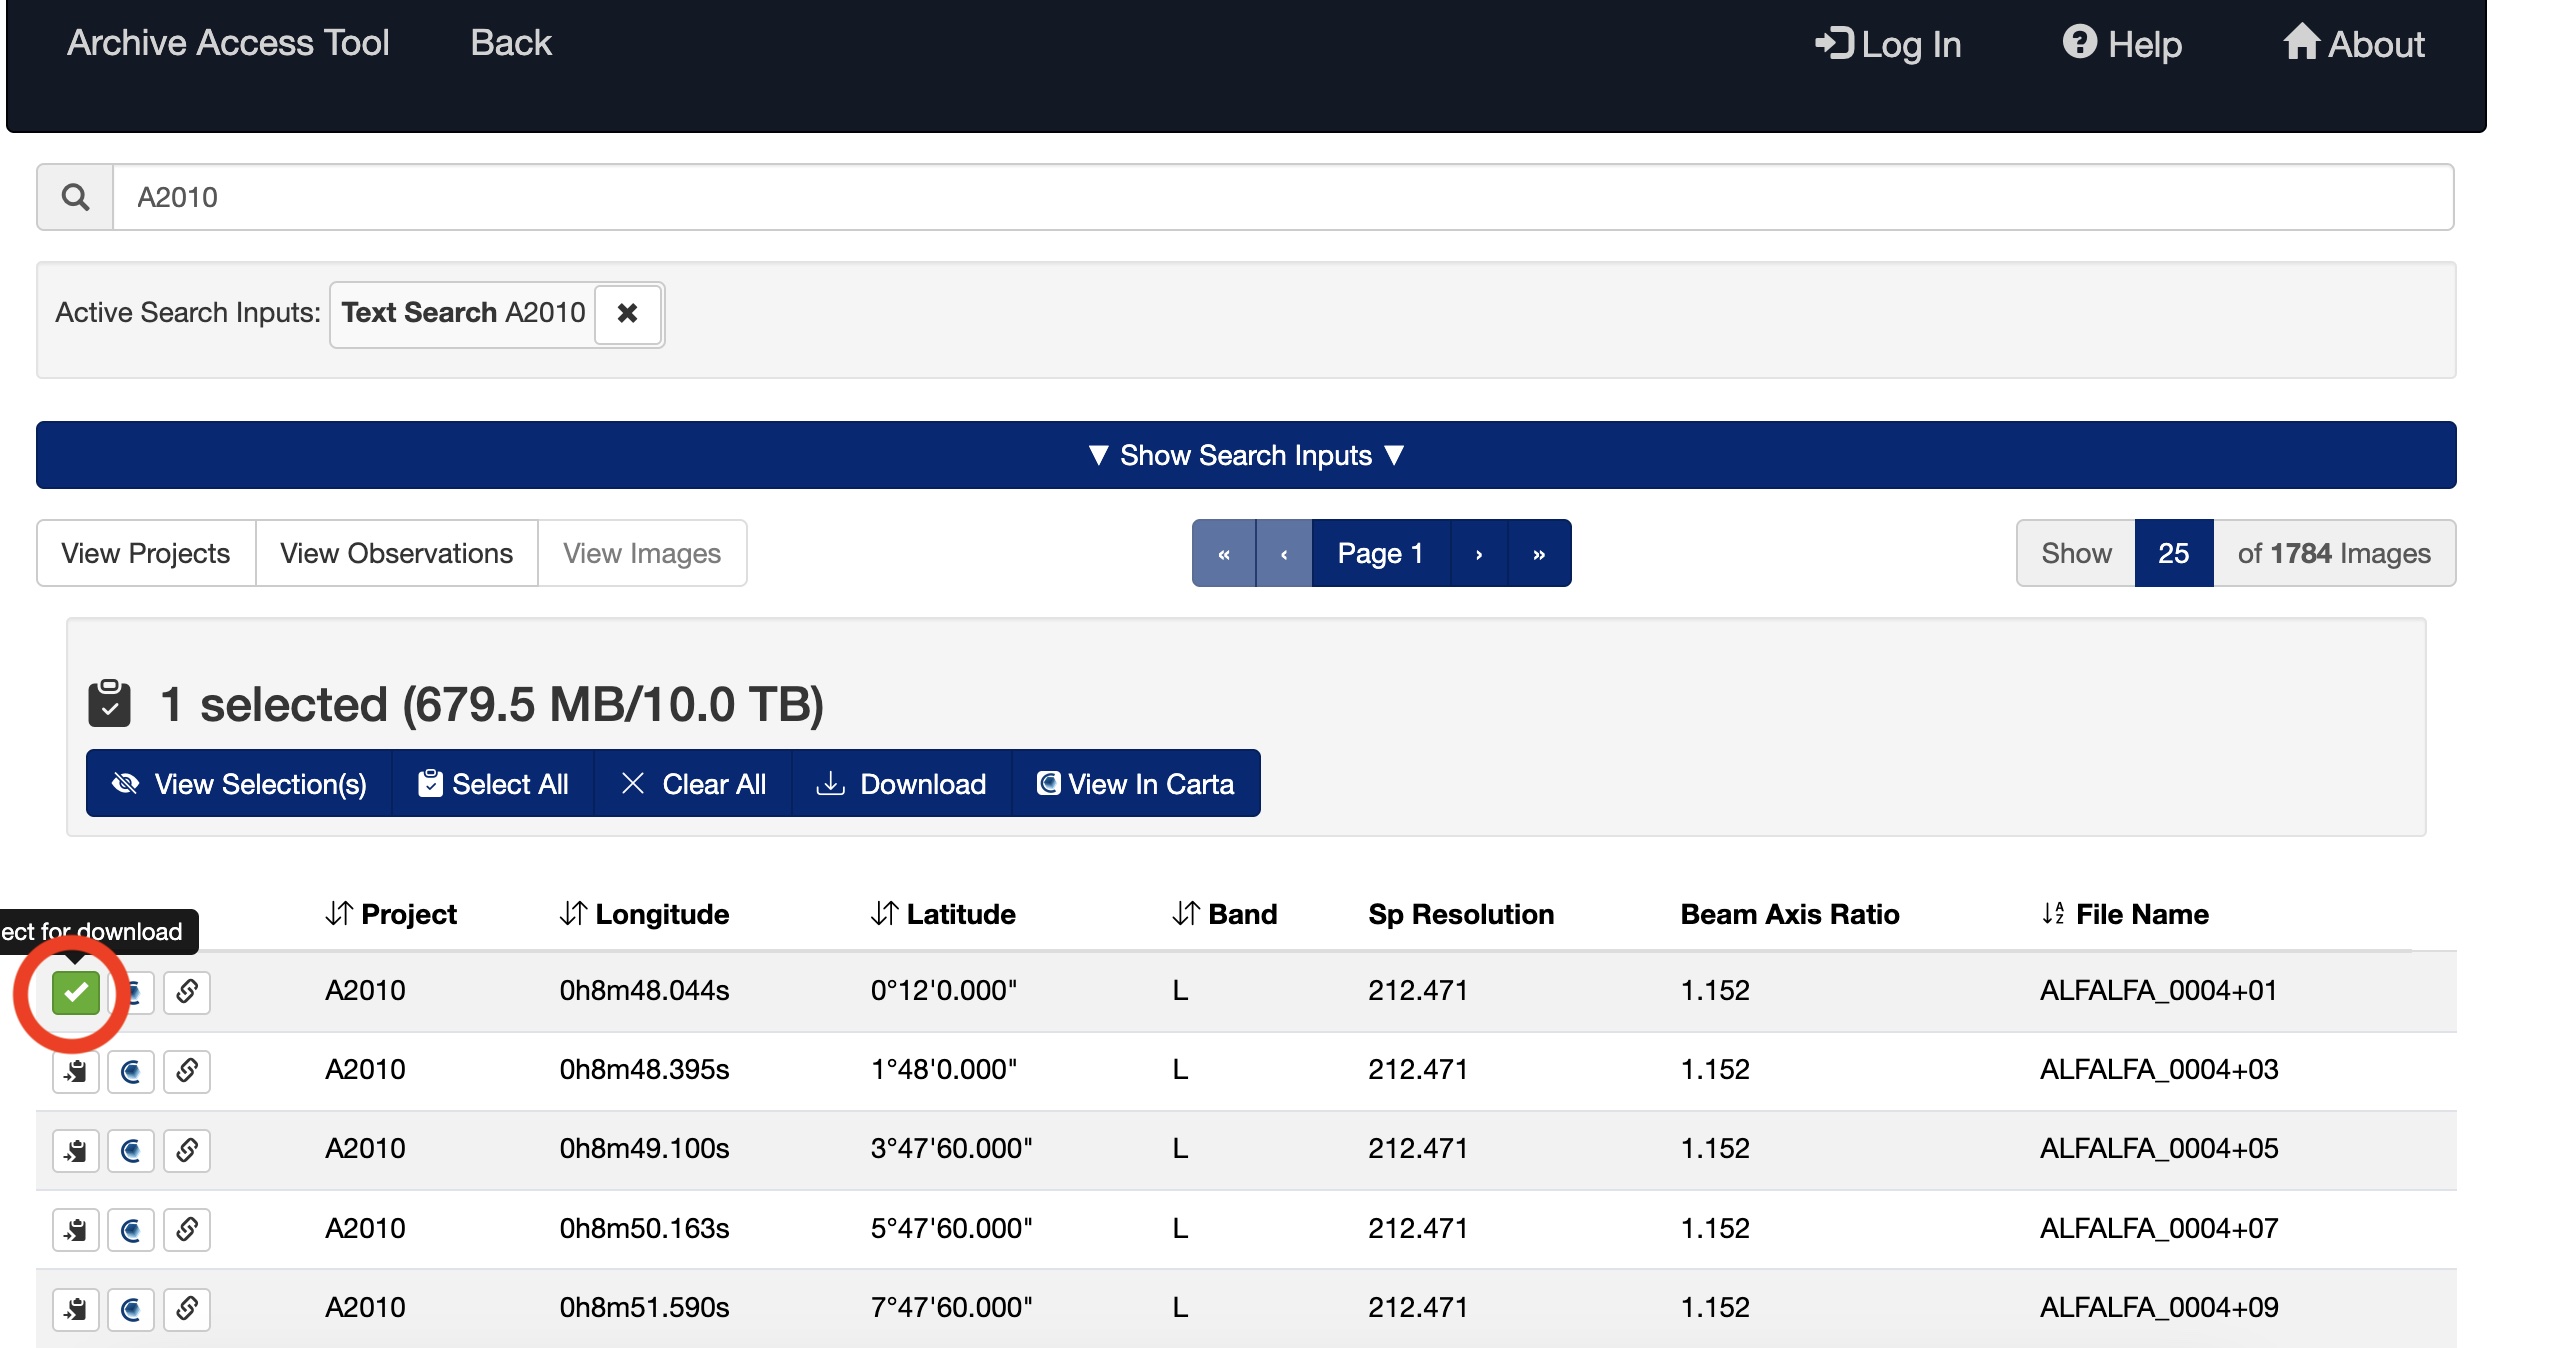 Archive Access Tool Back Log In Help About
A2010
Active Search Inputs: Text Search A2010 ✖
▼ Show Search Inputs ▼
View Projects View Observations View Images « ‹ Page 1 › » Show 25 of 1784 Images
1 selected (679.5 MB/10.0 TB)
View Selection(s) Select All Clear All Download View In Carta
Project Longitude Latitude Band Sp Resolution Beam Axis Ratio File Name
ect for download
A2010 0h8m48.044s 0°12'0.000" L 212.471 1.152 ALFALFA_0004+01
A2010 0h8m48.395s 1°48'0.000" L 212.471 1.152 ALFALFA_0004+03
A2010 0h8m49.100s 3°47'60.000" L 212.471 1.152 ALFALFA_0004+05
A2010 0h8m50.163s 5°47'60.000" L 212.471 1.152 ALFALFA_0004+07
A2010 0h8m51.590s 7°47'60.000" L 212.471 1.152 ALFALFA_0004+09